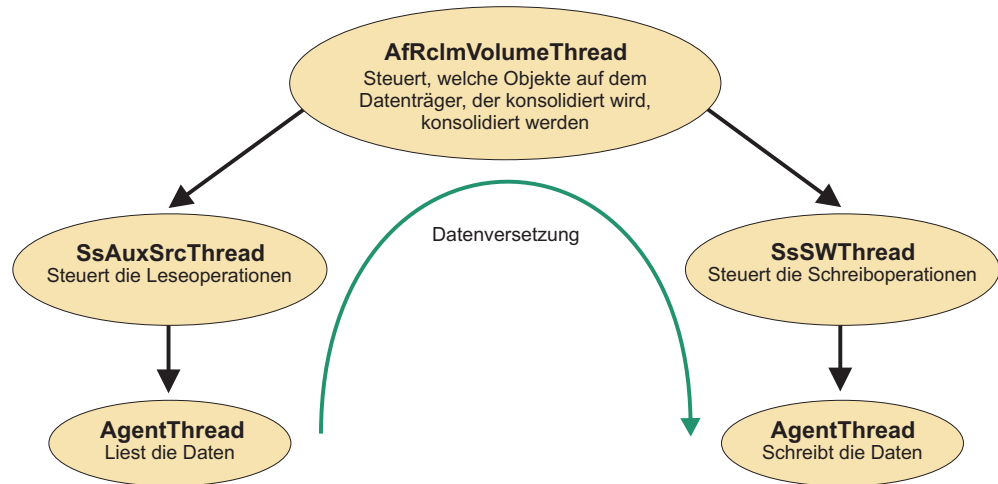 AfRclmVolumeThread
Steuert, welche Objekte auf dem
Datenträger, der konsolidiert wird,
konsolidiert werden
Datenversetzung
SsAuxSrcThread
Steuert die Leseoperationen
SsSWThread
Steuert die Schreiboperationen
AgentThread
Liest die Daten
AgentThread
Schreibt die Daten